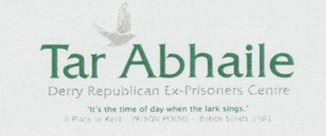 Tar Abhaile
Derry Republican Ex-Prisoners Centre
'It's the time of day when the lark sings.'
A Place to Rest - PRISON POEMS - Bobby Sands 1981